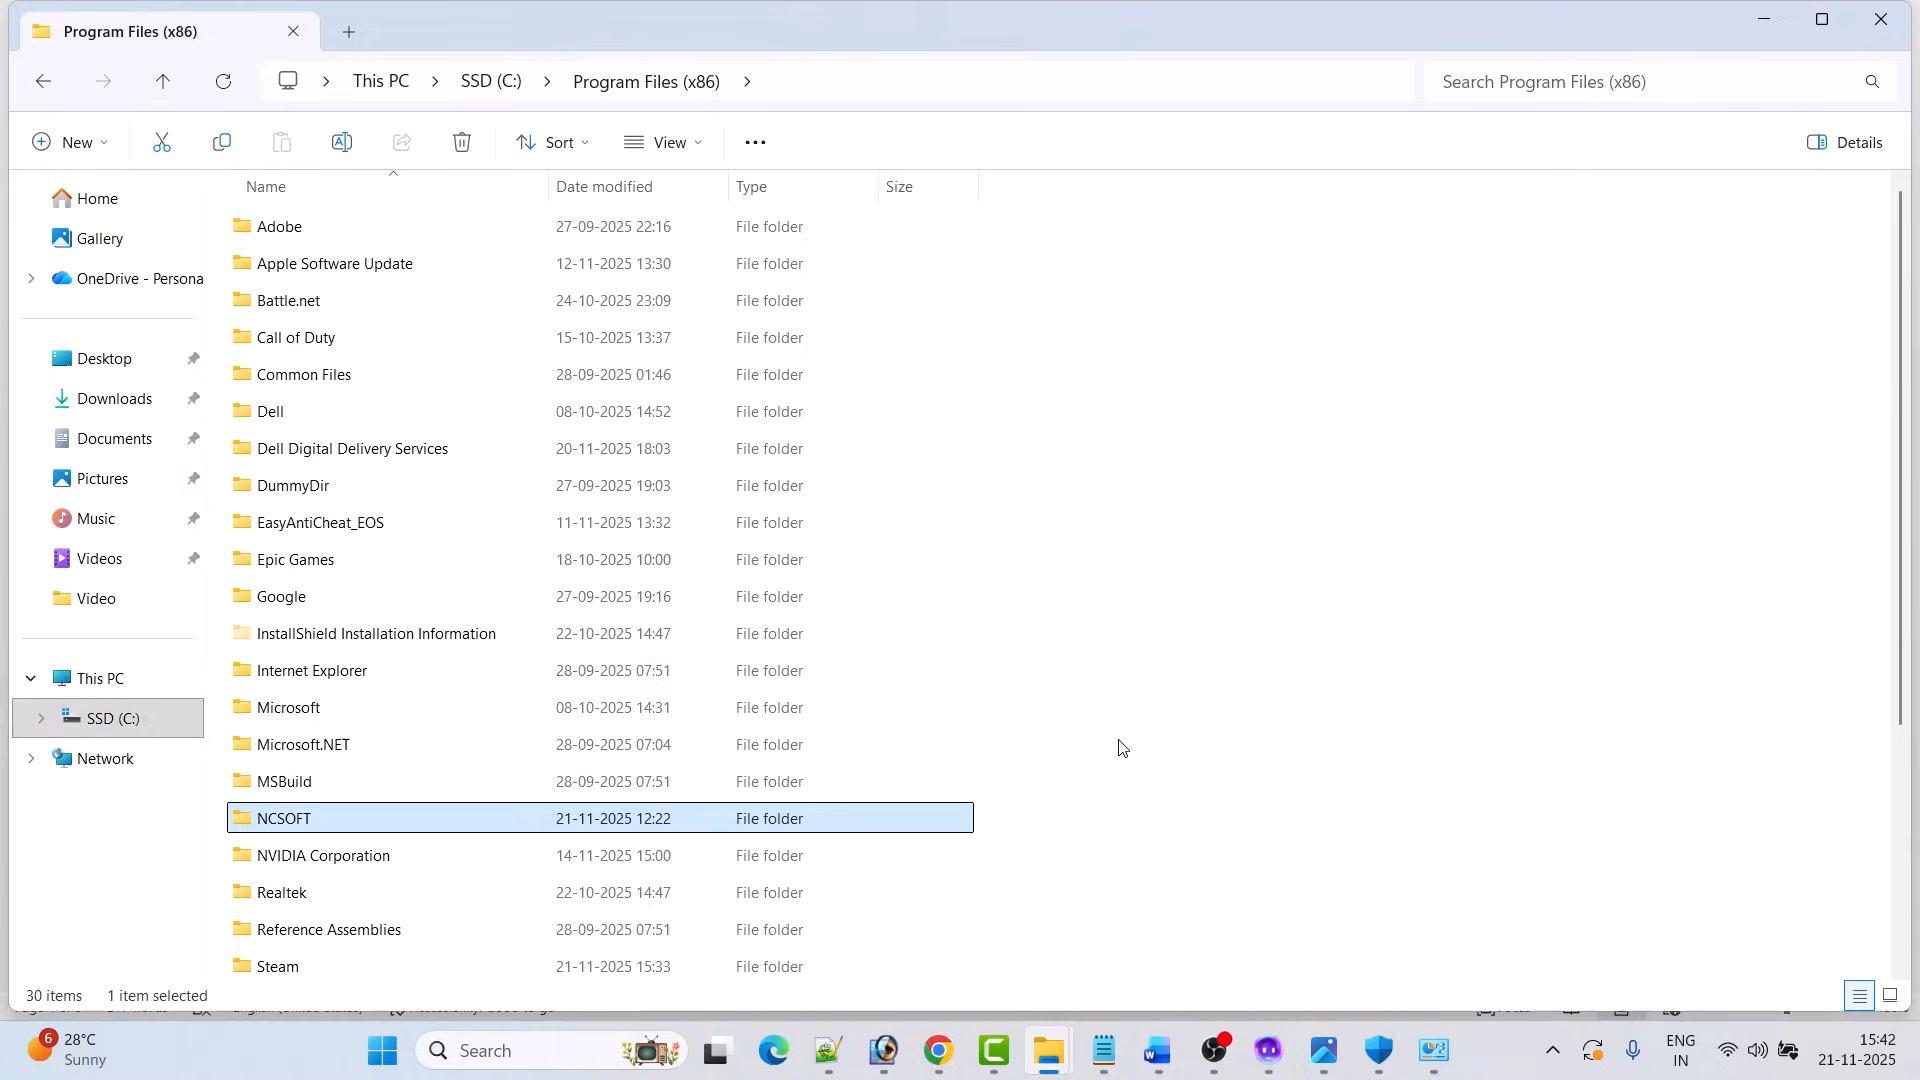 Program Files (x86)
This PC
SSD (C:)
Program Files (x86)
Search Program Files (x86)
New
Sort
View
Details
Name
Date modified
Type
Size
Home
Gallery
OneDrive - Persona
Desktop
Downloads
Documents
Pictures
Music
Videos
Video
This PC
SSD (C:)
Network
Adobe 27-09-2025 22:16 File folder
Apple Software Update 12-11-2025 13:30 File folder
Battle.net 24-10-2025 23:09 File folder
Call of Duty 15-10-2025 13:37 File folder
Common Files 28-09-2025 01:46 File folder
Dell 08-10-2025 14:52 File folder
Dell Digital Delivery Services 20-11-2025 18:03 File folder
DummyDir 27-09-2025 19:03 File folder
EasyAntiCheat_EOS 11-11-2025 13:32 File folder
Epic Games 18-10-2025 10:00 File folder
Google 27-09-2025 19:16 File folder
InstallShield Installation Information 22-10-2025 14:47 File folder
Internet Explorer 28-09-2025 07:51 File folder
Microsoft 08-10-2025 14:31 File folder
Microsoft.NET 28-09-2025 07:04 File folder
MSBuild 28-09-2025 07:51 File folder
NCSOFT 21-11-2025 12:22 File folder
NVIDIA Corporation 14-11-2025 15:00 File folder
Realtek 22-10-2025 14:47 File folder
Reference Assemblies 28-09-2025 07:51 File folder
Steam 21-11-2025 15:33 File folder
30 items
1 item selected
6
28°C
Sunny
Search
ENG
IN
15:42
21-11-2025